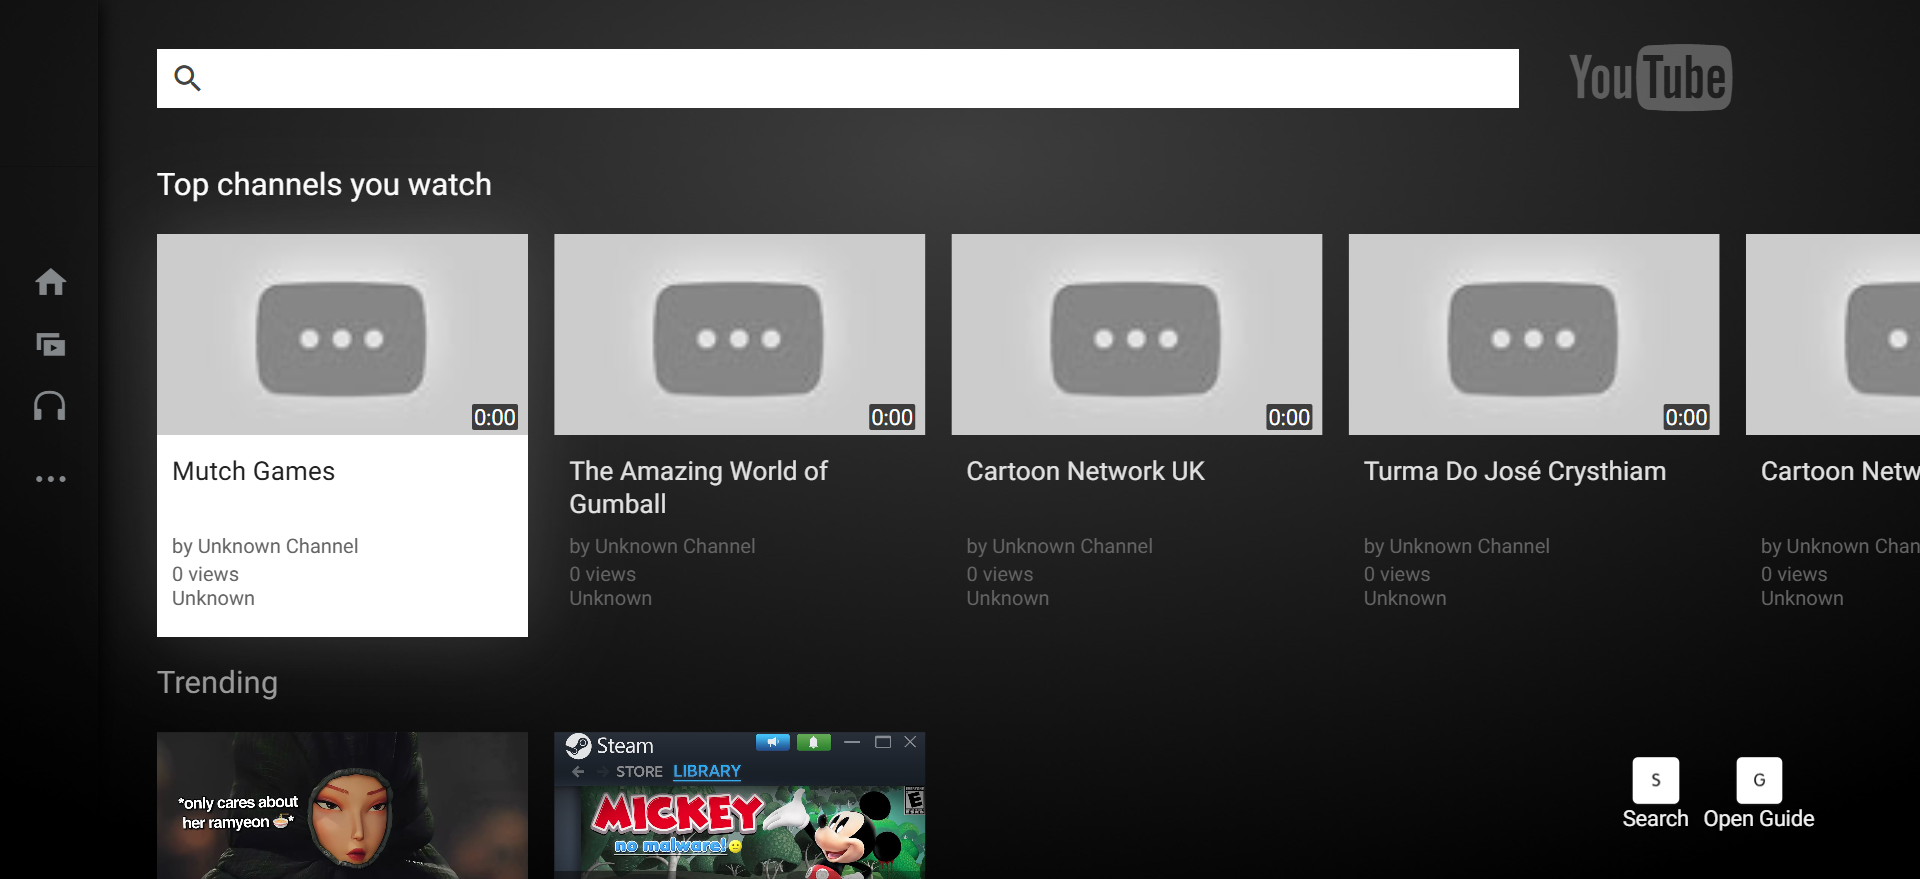 YouTube
Top channels you watch
0:00
0:00
0:00
0:00
Mutch Games
The Amazing World of
Gumball
Cartoon Network UK
Turma Do José Crysthiam
Cartoon Netw
by Unknown Channel
by Unknown Channel
by Unknown Channel
by Unknown Channel
by Unknown Chan
0 views
0 views
0 views
0 views
0 views
Unknown
Unknown
Unknown
Unknown
Unknown
Trending
*only cares about
her ramyeon 🍜*
Steam
STORE LIBRARY
MICKEY
no malware!🙂
E
S
Search
G
Open Guide